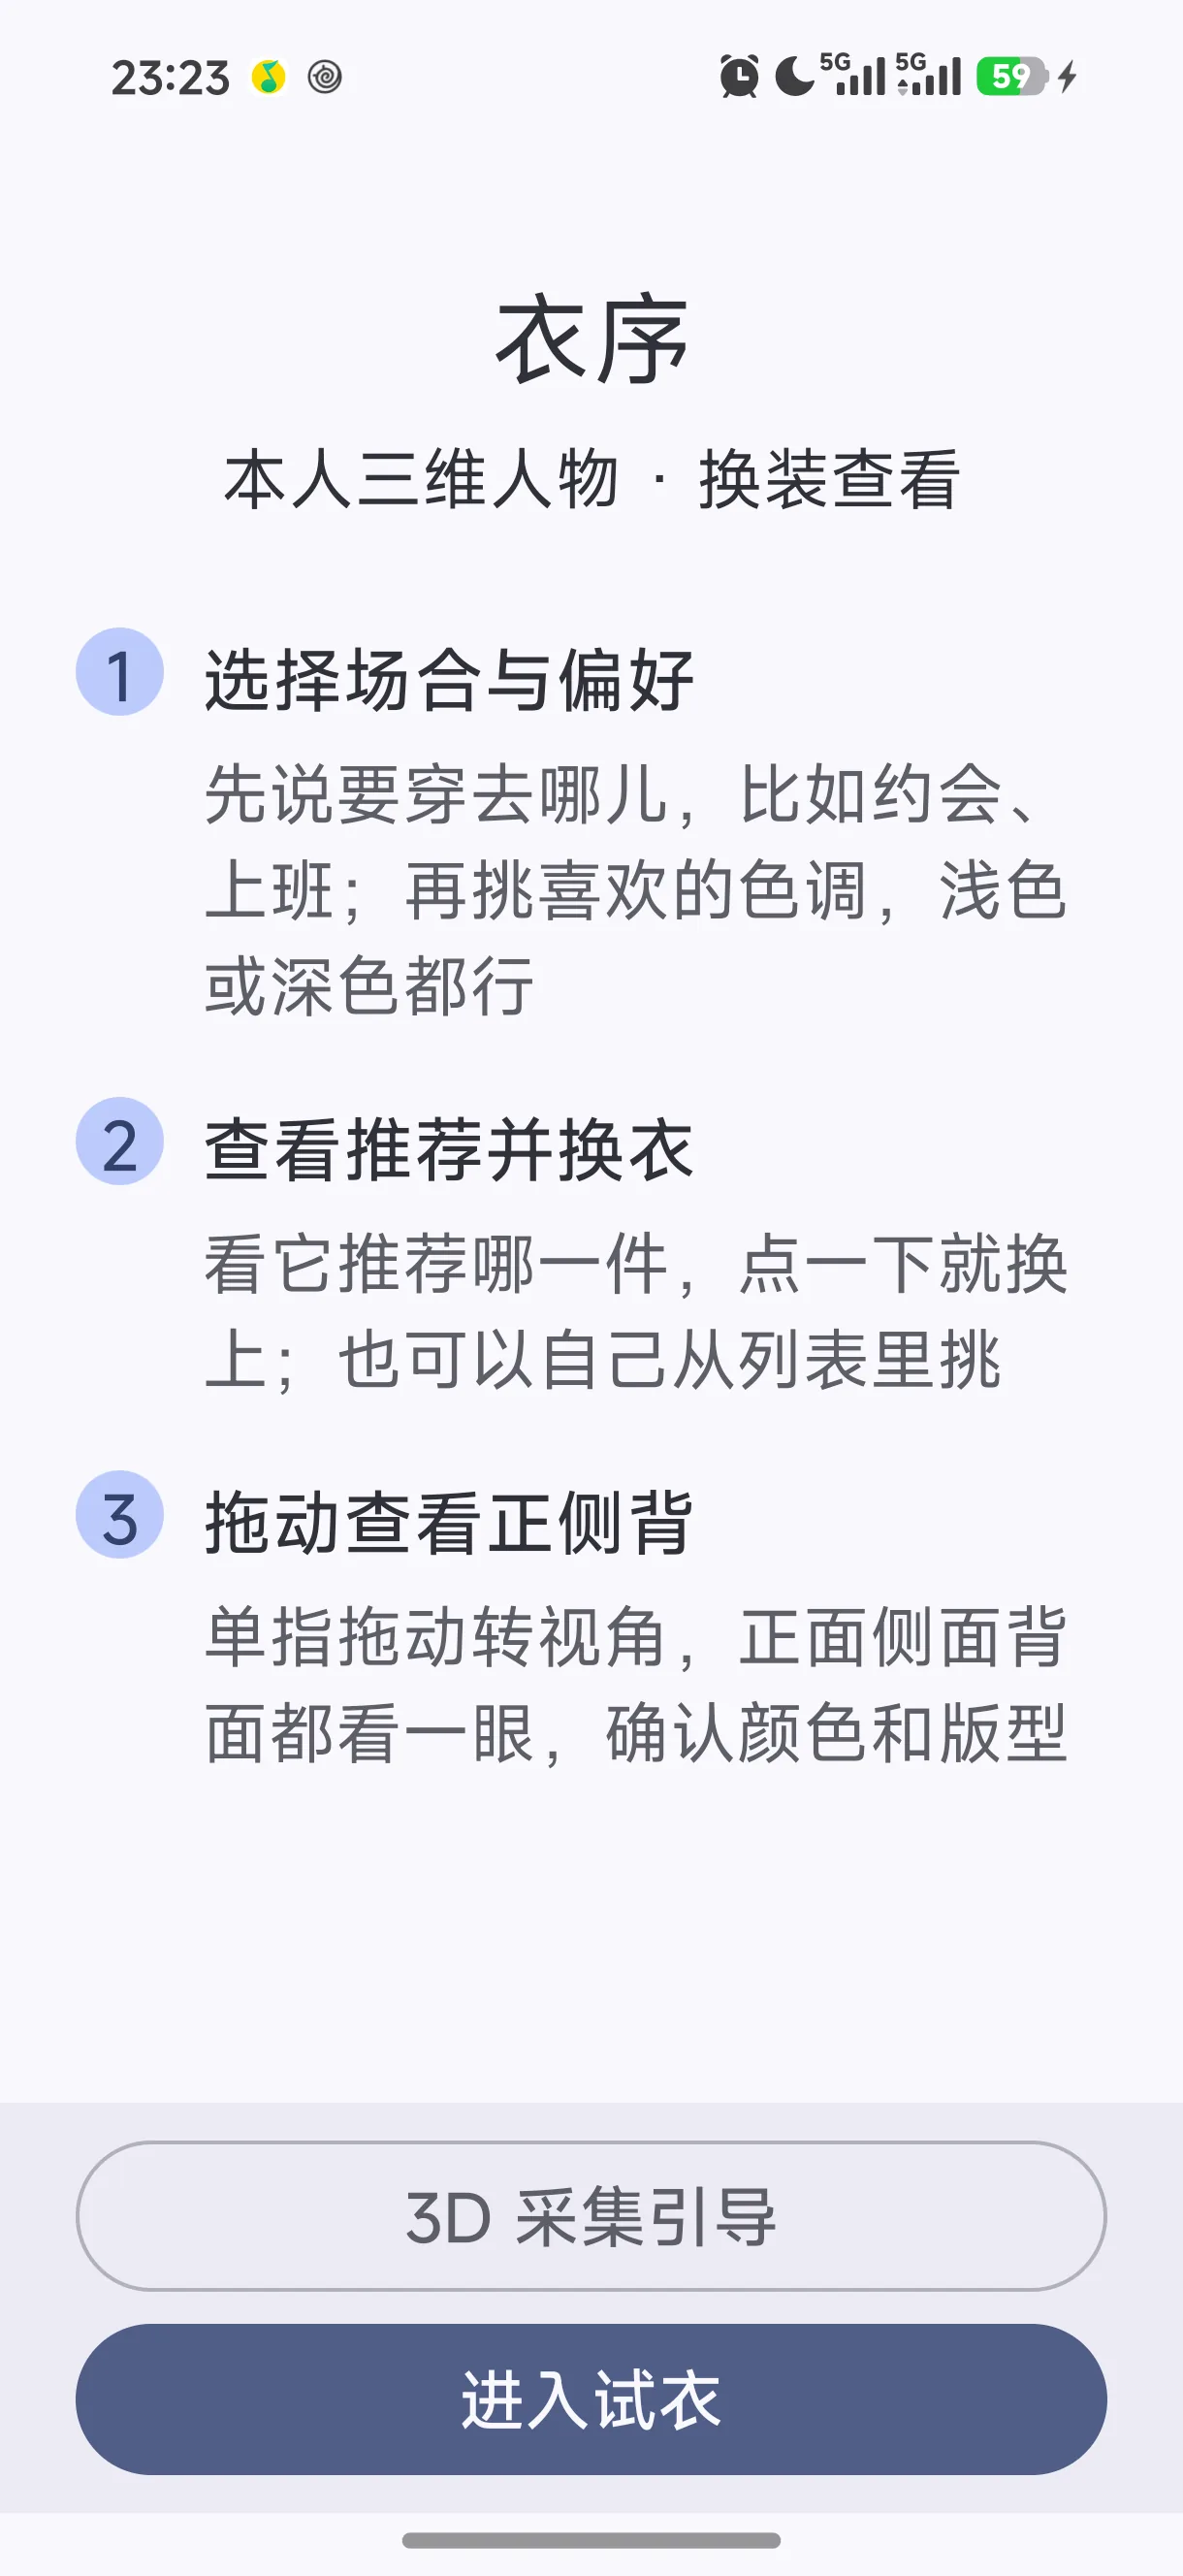 23:23 5G 5G 59
衣序
本人三维人物 · 换装查看
1 选择场合与偏好
先说要穿去哪儿，比如约会、
上班；再挑喜欢的色调，浅色
或深色都行
2 查看推荐并换衣
看它推荐哪一件，点一下就换
上；也可以自己从列表里挑
3 拖动查看正侧背
单指拖动转视角，正面侧面背
面都看一眼，确认颜色和版型
3D 采集引导
进入试衣